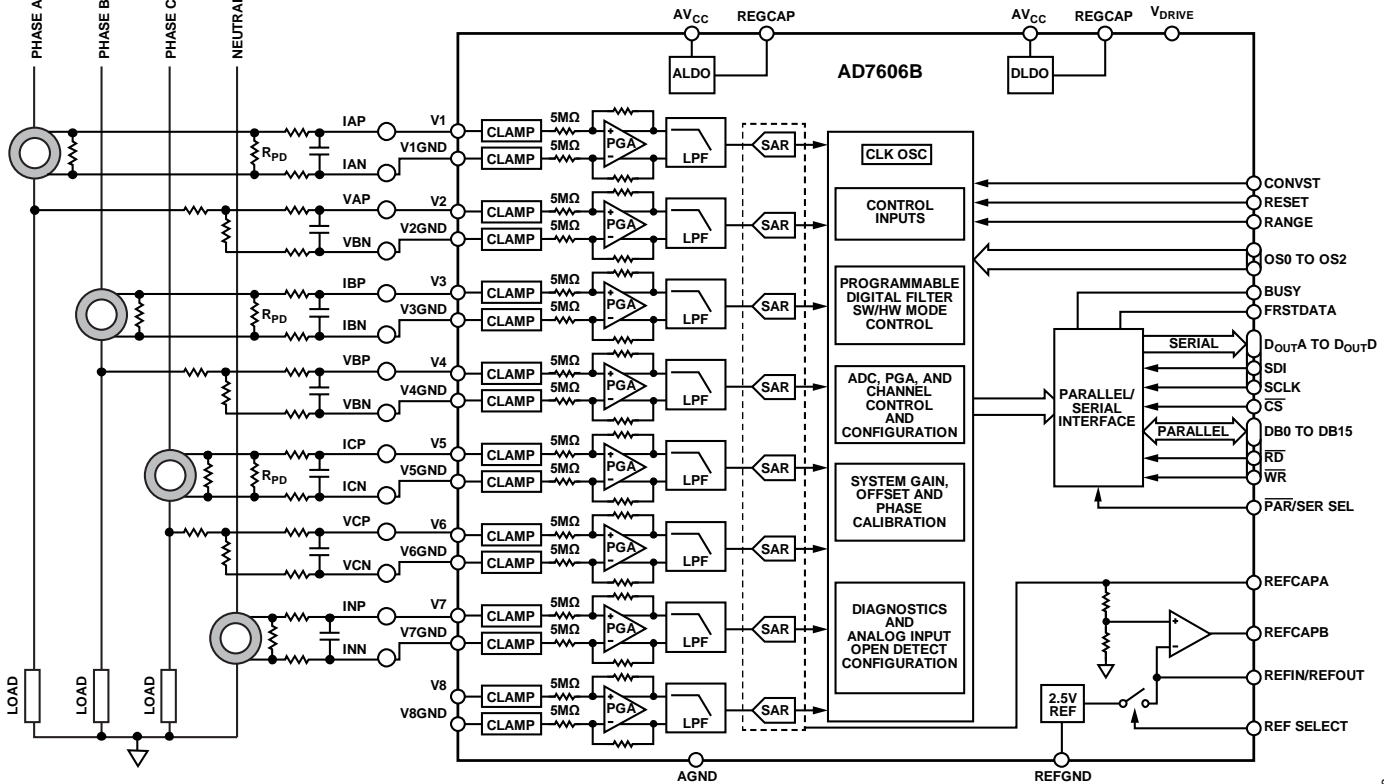 PHASE A
PHASE B
PHASE C
NEUTRAL
AVCC
REGCAP
AVCC
REGCAP
VDRIVE
ALDO
AD7606B
DLDO
IAP
V1
CLAMP
5MΩ
PGA
LPF
SAR
RPD
IAN
V1GND
CLAMP
5MΩ
CLK OSC
VAP
V2
CLAMP
5MΩ
PGA
LPF
SAR
VBN
V2GND
CLAMP
5MΩ
CONTROL
INPUTS
CONVST
RESET
RANGE
OS0 TO OS2
IBP
V3
CLAMP
5MΩ
PGA
LPF
SAR
RPD
IBN
V3GND
CLAMP
5MΩ
PROGRAMMABLE
DIGITAL FILTER
SW/HW MODE
CONTROL
BUSY
FRSTDATA
VBP
V4
CLAMP
5MΩ
PGA
LPF
SAR
VBN
V4GND
CLAMP
5MΩ
ADC, PGA, AND
CHANNEL
CONTROL
AND
CONFIGURATION
PARALLEL/
SERIAL
INTERFACE
SERIAL
DOUTA TO DOUTD
SDI
SCLK
CS
PARALLEL
DB0 TO DB15
RD
WR
PAR/SER SEL
ICP
V5
CLAMP
5MΩ
PGA
LPF
SAR
RPD
ICN
V5GND
CLAMP
5MΩ
SYSTEM GAIN,
OFFSET AND
PHASE
CALIBRATION
VCP
V6
CLAMP
5MΩ
PGA
LPF
SAR
VCN
V6GND
CLAMP
5MΩ
INP
V7
CLAMP
5MΩ
PGA
LPF
SAR
INN
V7GND
CLAMP
5MΩ
DIAGNOSTICS
AND
ANALOG INPUT
OPEN DETECT
CONFIGURATION
REFCAPA
REFCAPB
REFIN/REFOUT
REF SELECT
2.5V
REF
V8
CLAMP
5MΩ
PGA
LPF
SAR
V8GND
CLAMP
5MΩ
LOAD
LOAD
LOAD
AGND
REFGND